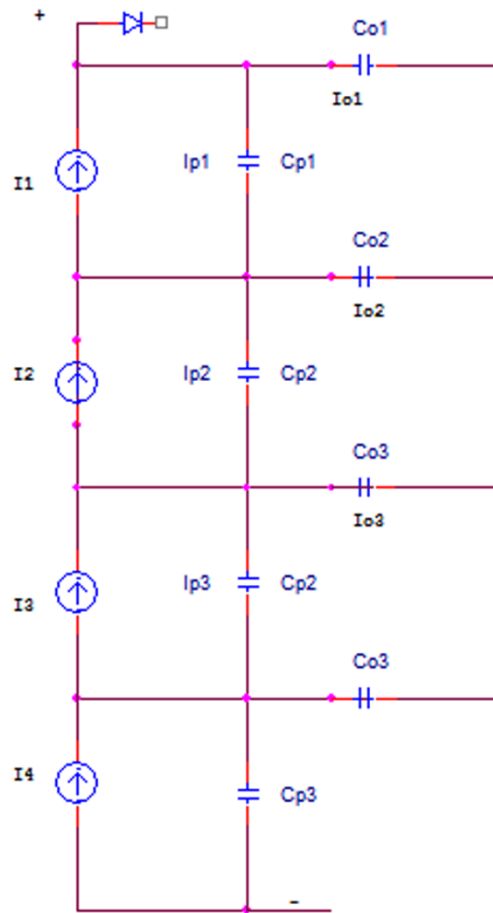 +
Co1
Io1
I1
Ip1
Cp1
Co2
Io2
I2
Ip2
Cp2
Co3
Io3
I3
Ip3
Cp2
Co3
I4
Cp3
-